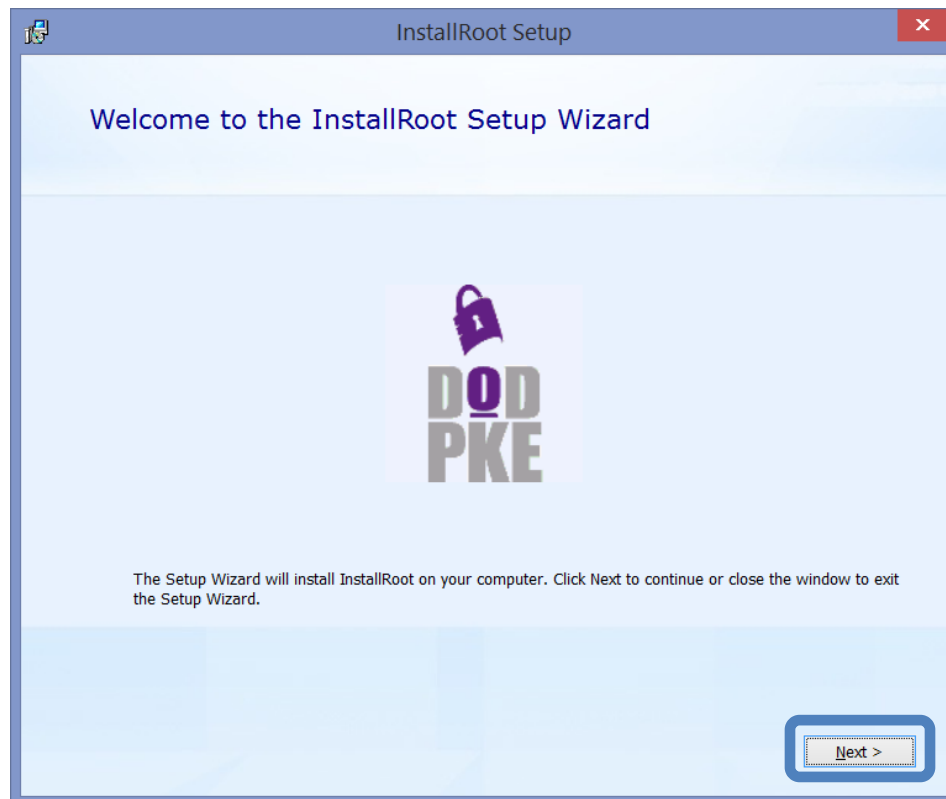 InstallRoot Setup
Welcome to the InstallRoot Setup Wizard
DOD
PKE
The Setup Wizard will install InstallRoot on your computer. Click Next to continue or close the window to exit
the Setup Wizard.
Next >